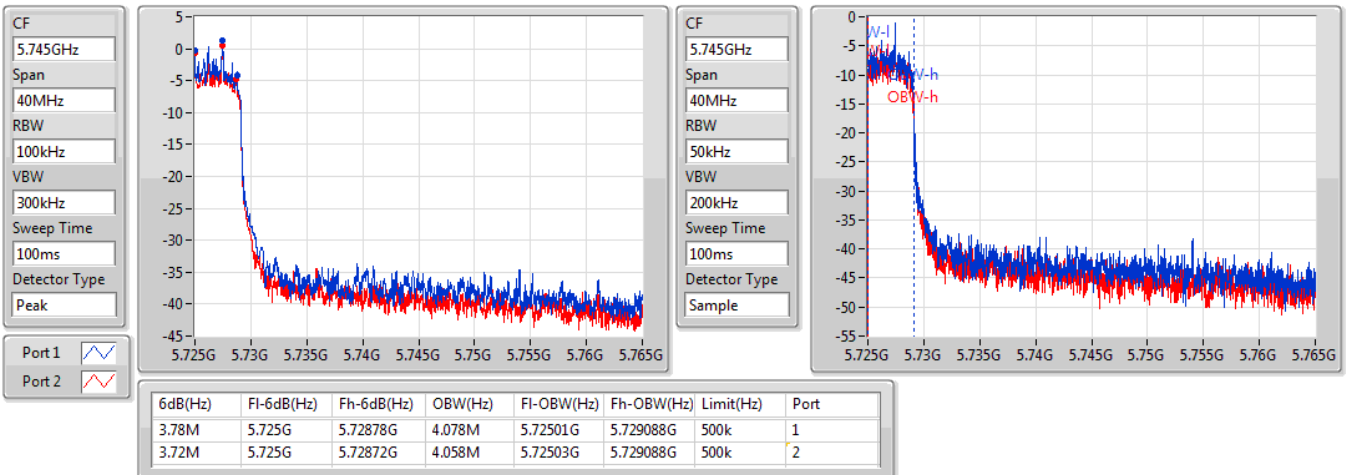 CF
5.745GHz
Span
40MHz
RBW
100kHz
VBW
300kHz
Sweep Time
100ms
Detector Type
Peak
5
0
-5
-10
-15
-20
-25
-30
-35
-40
-45
5.725G 5.73G 5.735G 5.74G 5.745G 5.75G 5.755G 5.76G 5.765G
CF
5.745GHz
Span
40MHz
RBW
50kHz
VBW
200kHz
Sweep Time
100ms
Detector Type
Sample
0
-5
-10
-15
-20
-25
-30
-35
-40
-45
-50
-55
W-l
W-h
OBW-h
5.725G 5.73G 5.735G 5.74G 5.745G 5.75G 5.755G 5.76G 5.765G
Port 1
Port 2
6dB(Hz) Fl-6dB(Hz) Fh-6dB(Hz) OBW(Hz) Fl-OBW(Hz) Fh-OBW(Hz) Limit(Hz) Port
3.78M 5.725G 5.72878G 4.078M 5.72501G 5.729088G 500k 1
3.72M 5.725G 5.72872G 4.058M 5.72503G 5.729088G 500k 2